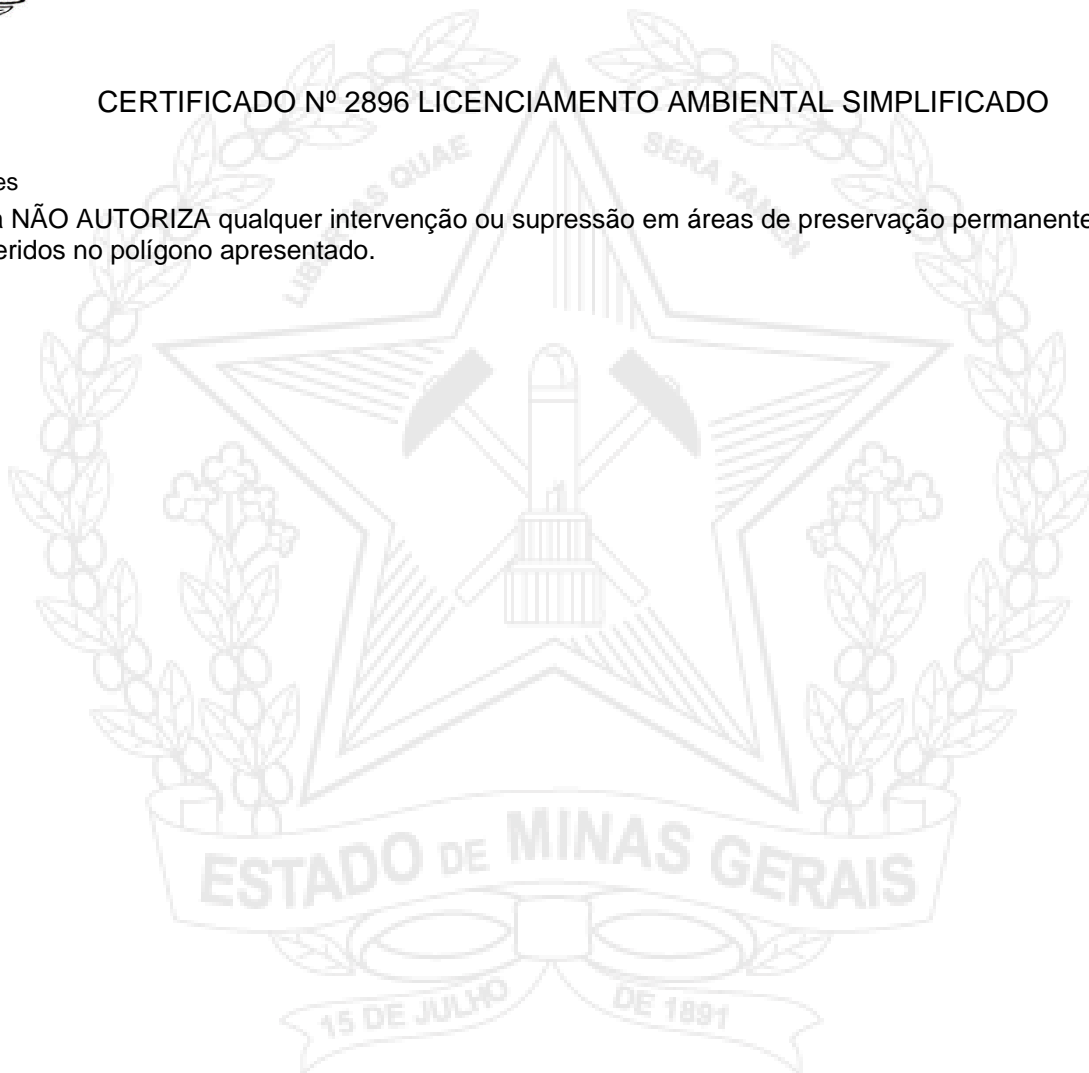 CERTIFICADO Nº 2896 LICENCIAMENTO AMBIENTAL SIMPLIFICADO
LIBERTAS QUAE SERA TAMEN
es
a NÃO AUTORIZA qualquer intervenção ou supressão em áreas de preservação permanente
eridos no polígono apresentado.
ESTADO DE MINAS GERAIS
15 DE JULHO DE 1891